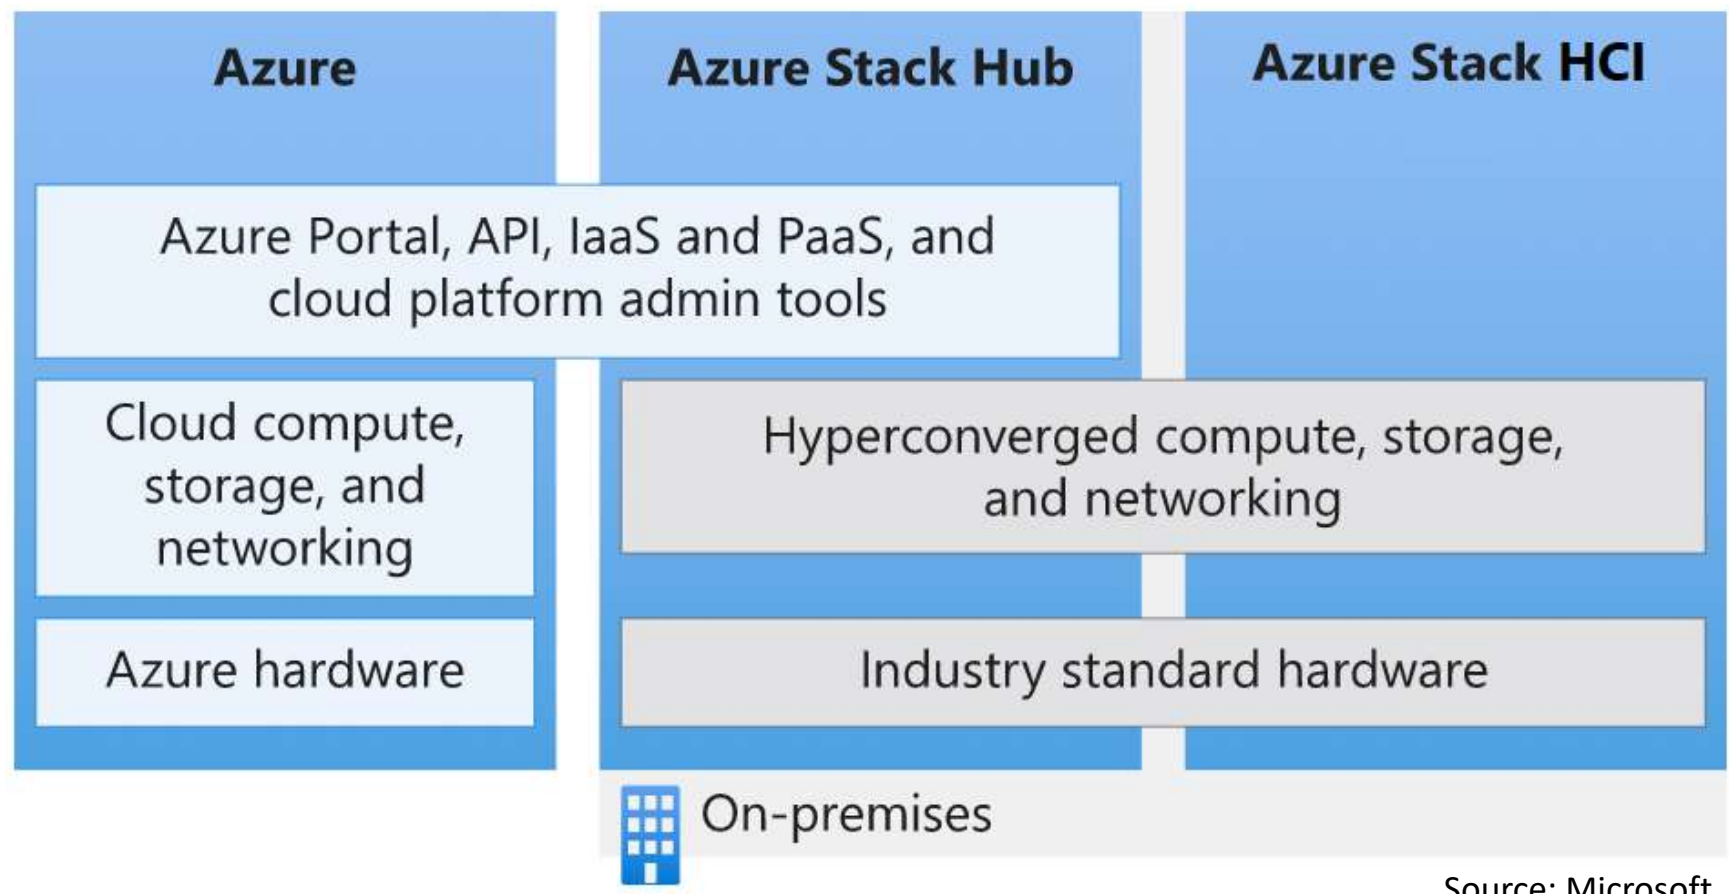 Azure
Azure Stack Hub
Azure Stack HCI
Azure Portal, API, IaaS and PaaS, and
cloud platform admin tools
Cloud compute,
storage, and
networking
Hyperconverged compute, storage,
and networking
Azure hardware
Industry standard hardware
On-premises
Source: Microsoft